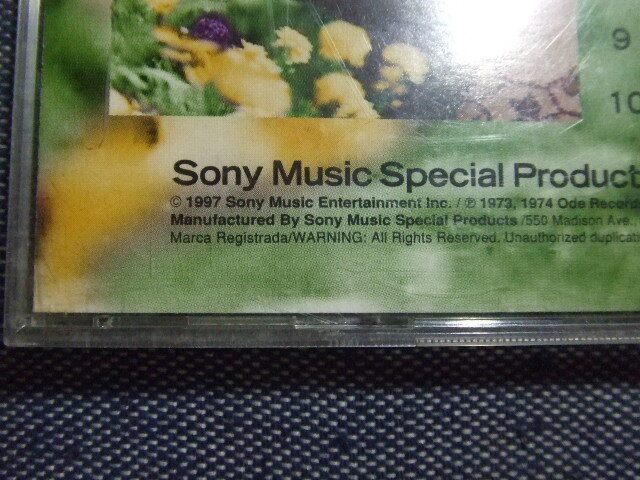 9
10
Sony Music Special Product
© 1997 Sony Music Entertainment Inc. / ℗ 1973, 1974 Ode Record
Manufactured By Sony Music Special Products /550 Madison Ave.
Marca Registrada/WARNING: All Rights Reserved. Unauthorized duplicati